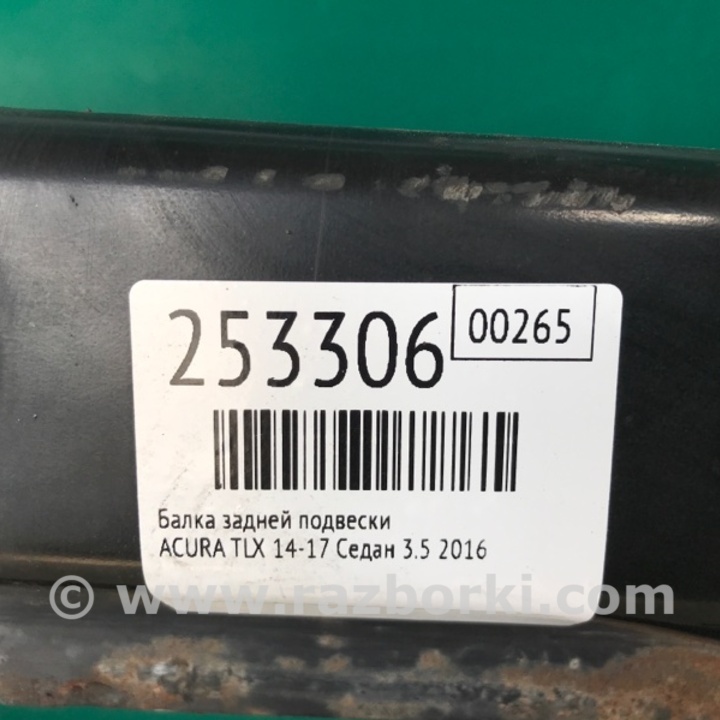 253306
00265
Балка задней подвески
ACURA TLX 14-17 Седан 3.5 2016
© www.razborki.com